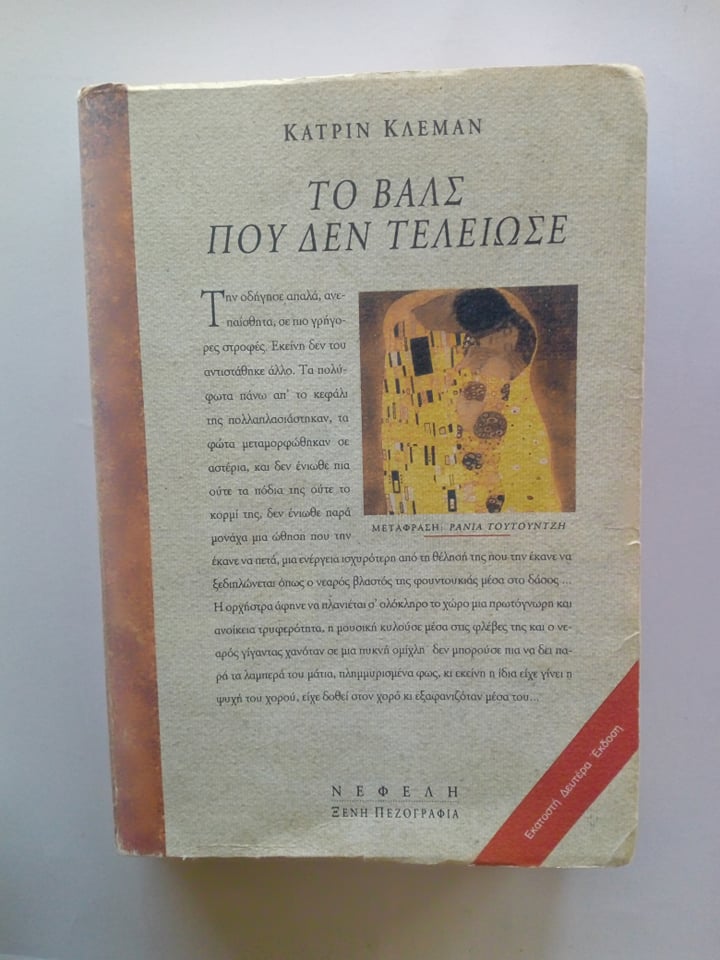 ΚΑΤΡΙΝ ΚΛΕΜΑΝ
ΤΟ ΒΑΛΣ
ΠΟΥ ΔΕΝ ΤΕΛΕΙΩΣΕ
Την οδήγησε απαλά, ανε-
παίσθητα, σε πιο γρήγο-
ρες στροφές. Εκείνη δεν του
αντιστάθηκε άλλο. Τα πολύ-
φωτα πάνω απ' το κεφάλι
της πολλαπλασιάστηκαν, τα
φώτα μεταμορφώθηκαν σε
αστέρια, και δεν ένιωθε πια
ούτε τα πόδια της ούτε το
κορμί της, δεν ένιωθε παρά
μονάχα μια ώθηση που την
έκανε να πετά, μια ενέργεια ισχυρότερη από τη θέλησή της που την έκανε να
ξεδιπλώνεται όπως ο νεαρός βλαστός της φουντουκιάς μέσα στο δάσος ...
Η ορχήστρα άφηνε να πλανιέται σ' ολόκληρο το χώρο μια πρωτόγνωρη και
ανοίκεια τρυφερότητα, η μουσική κυλούσε μέσα στις φλέβες της και ο νε-
αρός γίγαντας χανόταν σε μια πυκνή ομίχλη· δεν μπορούσε πια να δει πα-
ρά τα λαμπερά του μάτια, πλημμυρισμένα φως, κι εκείνη η ίδια είχε γίνει η
ψυχή του χορού, είχε δοθεί στον χορό κι εξαφανιζόταν μέσα του...
ΜΕΤΑΦΡΑΣΗ: ΡΑΝΙΑ ΤΟΥΤΟΥΝΤΖΗ
ΝΕΦΕΛΗ
ΞΕΝΗ ΠΕΖΟΓΡΑΦΙΑ
Εκατοστή Δευτέρα Έκδοση